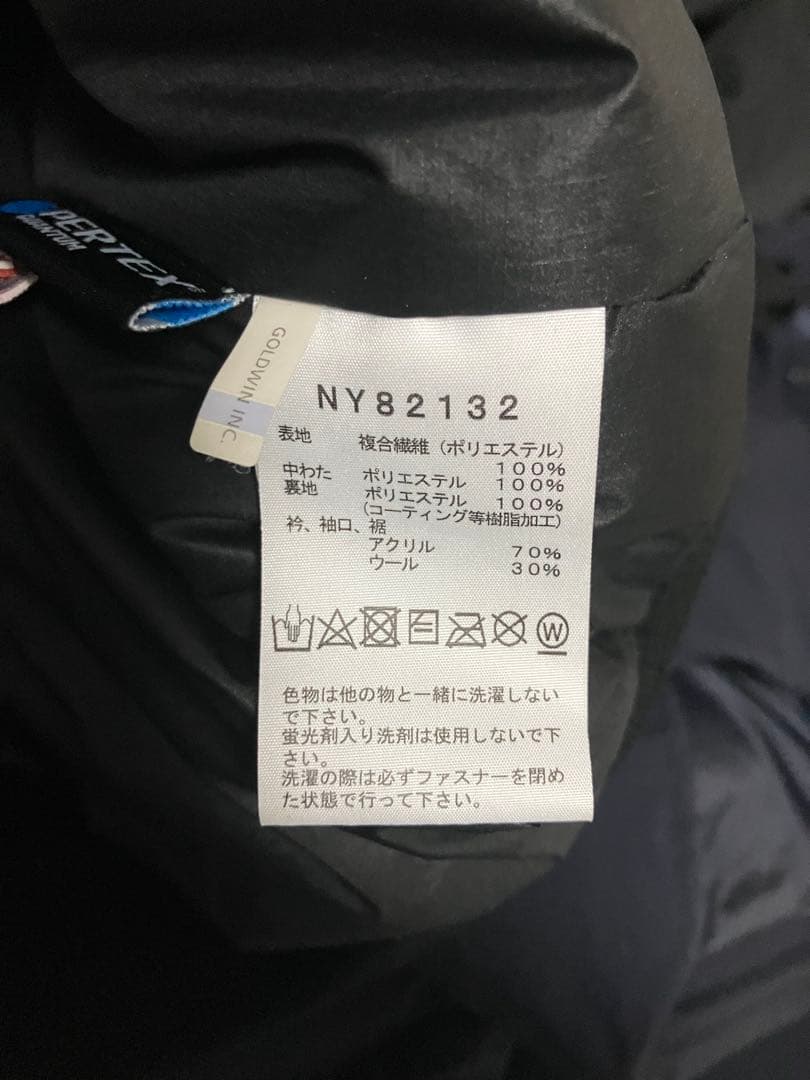 PERTEX
QUANTUM
GOLDWIN INC.
NY82132
表地 複合繊維（ポリエステル）
100%
中わた ポリエステル 100%
裏地 ポリエステル 100%
（コーティング等樹脂加工）
衿、袖口、裾
アクリル 70%
ウール 30%
W
色物は他の物と一緒に洗濯しない
で下さい。
蛍光剤入り洗剤は使用しないで下
さい。
洗濯の際は必ずファスナーを閉め
た状態で行って下さい。